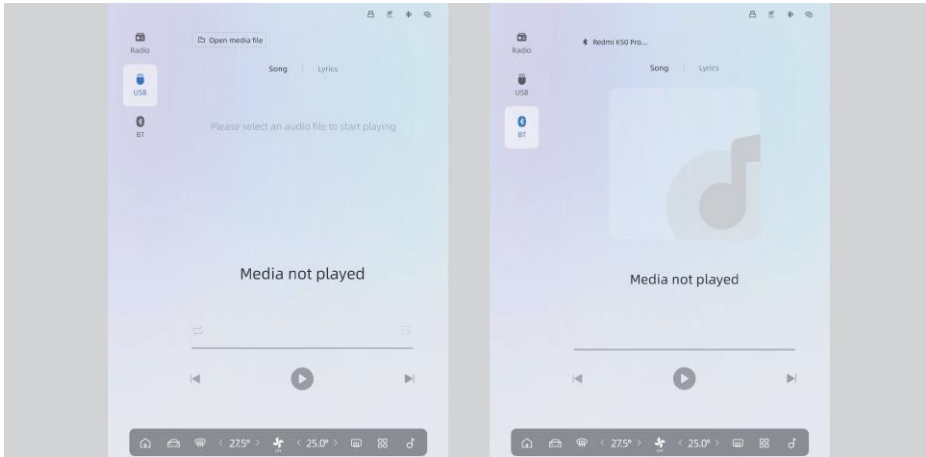 Radio
Open media file
Song | Lyrics
USB
BT
Please select an audio file to start playing
Media not played
27.5° 25.0°
OFF
Radio
Redmi K50 Pro...
Song | Lyrics
USB
BT
Media not played
27.5° 25.0°
OFF